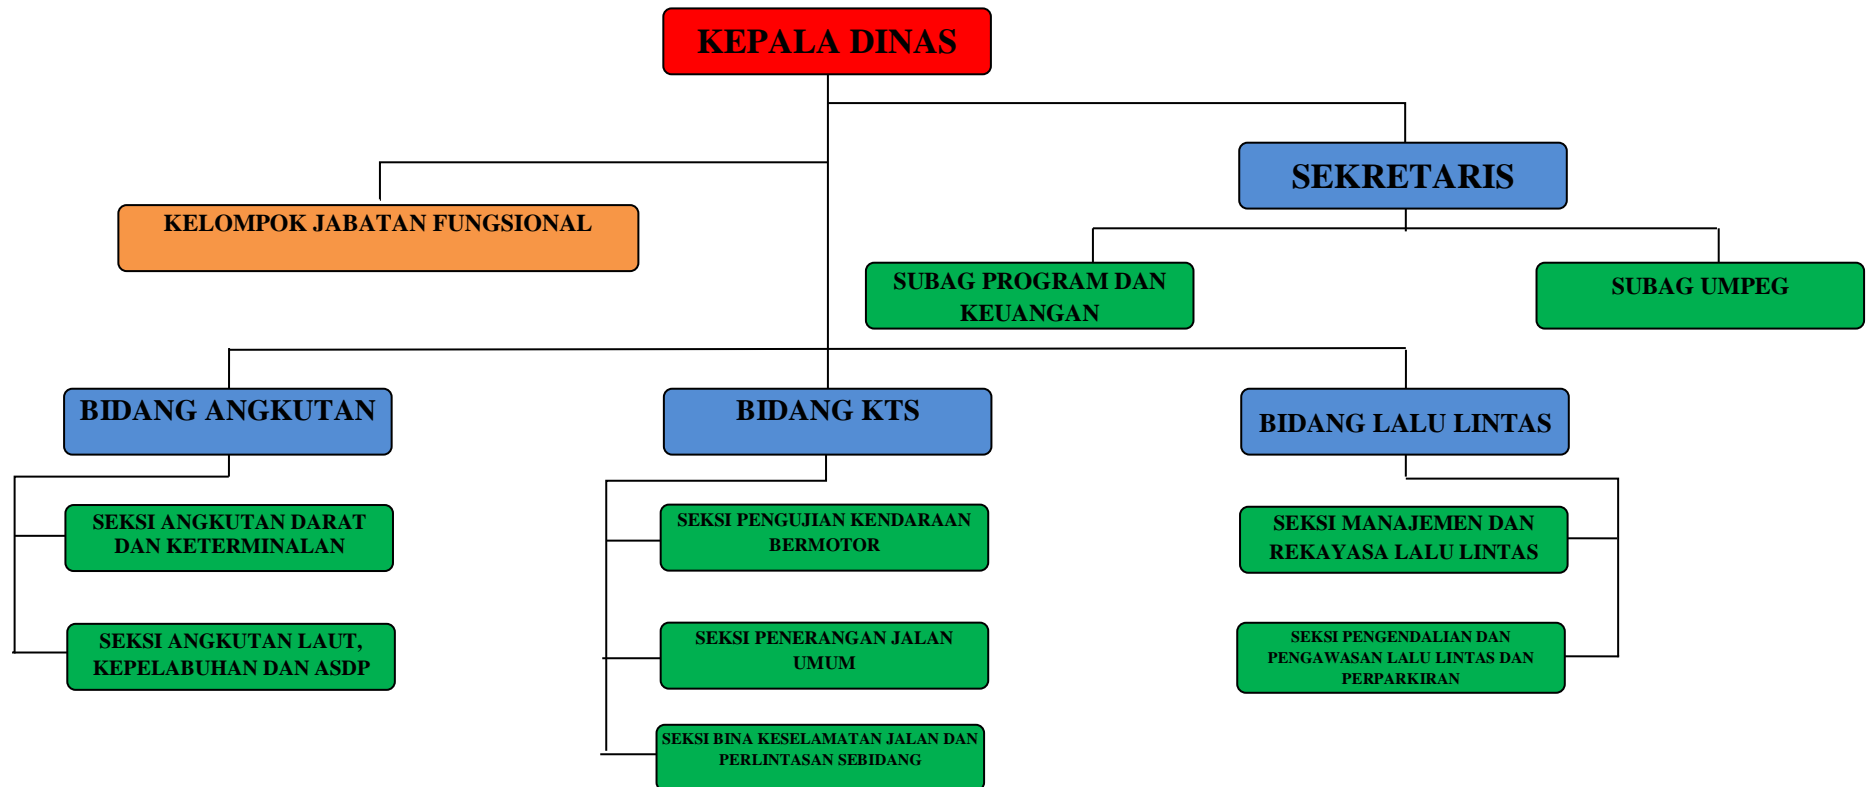 KEPALA DINAS
SEKRETARIS
KELOMPOK JABATAN FUNGSIONAL
SUBAG PROGRAM DAN
KEUANGAN
SUBAG UMPEG
BIDANG ANGKUTAN
BIDANG KTS
BIDANG LALU LINTAS
SEKSI ANGKUTAN DARAT
DAN KETERMINALAN
SEKSI PENGUJIAN KENDARAAN
BERMOTOR
SEKSI MANAJEMEN DAN
REKAYASA LALU LINTAS
SEKSI ANGKUTAN LAUT,
KEPELABUHAN DAN ASDP
SEKSI PENERANGAN JALAN
UMUM
SEKSI PENGENDALIAN DAN
PENGAWASAN LALU LINTAS DAN
PERPARKIRAN
SEKSI BINA KESELAMATAN JALAN DAN
PERLINTASAN SEBIDANG